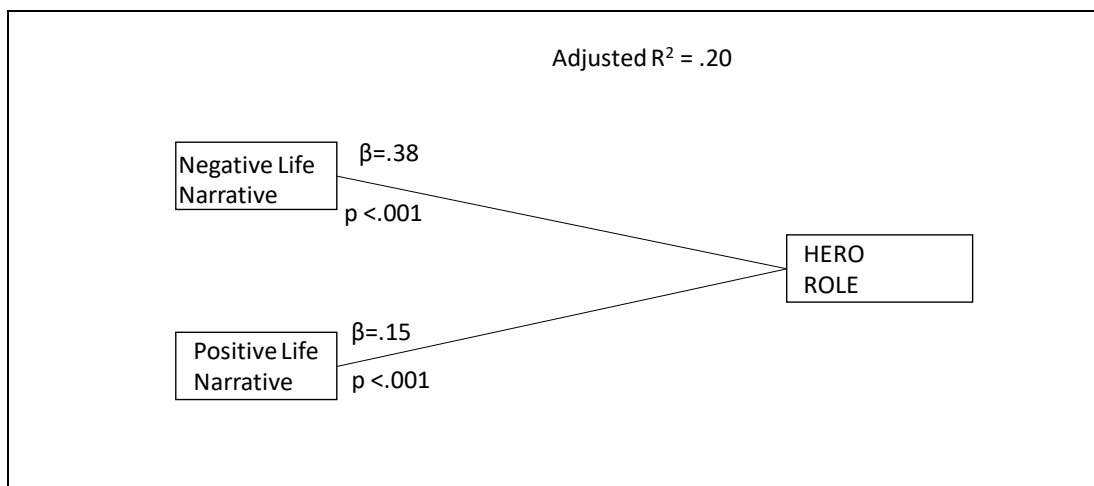 Adjusted R² = .20
β=.38
Negative Life
Narrative
p <.001
HERO
ROLE
β=.15
Positive Life
Narrative
p <.001